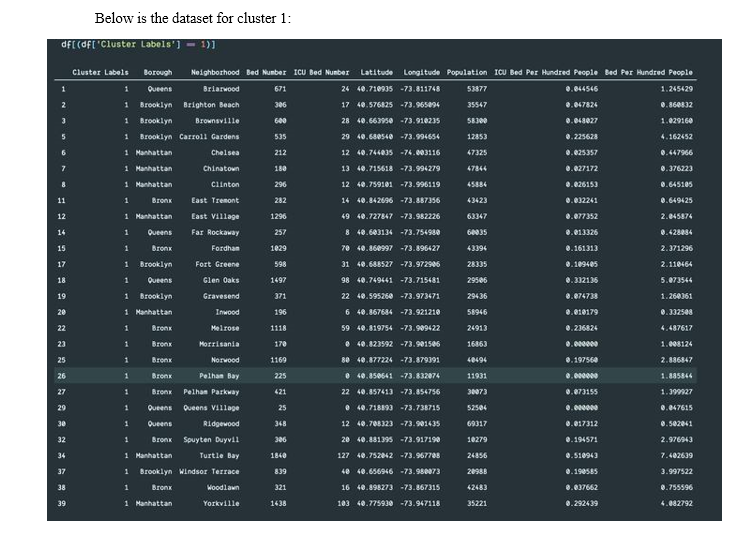 Below is the dataset for cluster 1:
df[(df['Cluster Labels'] == 1)]
Cluster Labels Borough Neighborhood Bed Number ICU Bed Number Latitude Longitude Population ICU Bed Per Hundred People Bed Per Hundred People
1 1 Queens Briarwood 671 24 40.710935 -73.811748 53877 0.044546 1.245429
2 1 Brooklyn Brighton Beach 306 17 40.576825 -73.965094 35547 0.047824 0.860832
3 1 Brooklyn Brownsville 600 28 40.663950 -73.910235 58300 0.048027 1.029160
5 1 Brooklyn Carroll Gardens 535 29 40.680540 -73.994654 12853 0.225628 4.162452
6 1 Manhattan Chelsea 212 12 40.744035 -74.003116 47325 0.025357 0.447966
7 1 Manhattan Chinatown 180 13 40.715618 -73.994279 47844 0.027172 0.376223
8 1 Manhattan Clinton 296 12 40.759101 -73.996119 45884 0.026153 0.645105
11 1 Bronx East Tremont 282 14 40.842696 -73.887356 43423 0.032241 0.649425
12 1 Manhattan East Village 1296 49 40.727847 -73.982226 63347 0.077352 2.045874
14 1 Queens Far Rockaway 257 8 40.603134 -73.754980 60035 0.013326 0.428084
15 1 Bronx Fordham 1029 70 40.860997 -73.896427 43394 0.161313 2.371296
17 1 Brooklyn Fort Greene 598 31 40.688527 -73.972906 28335 0.109405 2.110464
18 1 Queens Glen Oaks 1497 98 40.749441 -73.715481 29506 0.332136 5.073544
19 1 Brooklyn Gravesend 371 22 40.595260 -73.973471 29436 0.074738 1.260361
20 1 Manhattan Inwood 196 6 40.867684 -73.921210 58946 0.010179 0.332508
22 1 Bronx Melrose 1118 59 40.819754 -73.909422 24913 0.236824 4.487617
23 1 Bronx Morrisania 170 0 40.823592 -73.901506 16863 0.000000 1.008124
25 1 Bronx Norwood 1169 80 40.877224 -73.879391 40494 0.197560 2.886847
26 1 Bronx Pelham Bay 225 0 40.850641 -73.832074 11931 0.000000 1.885844
27 1 Bronx Pelham Parkway 421 22 40.857413 -73.854756 30073 0.073155 1.399927
29 1 Queens Queens Village 25 0 40.718893 -73.738715 52504 0.000000 0.047615
30 1 Queens Ridgewood 348 12 40.708323 -73.901435 69317 0.017312 0.502041
32 1 Bronx Spuyten Duyvil 306 20 40.881395 -73.917190 10279 0.194571 2.976943
34 1 Manhattan Turtle Bay 1840 127 40.752042 -73.967708 24856 0.510943 7.402639
37 1 Brooklyn Windsor Terrace 839 40 40.656946 -73.980073 20988 0.190585 3.997522
38 1 Bronx Woodlawn 321 16 40.898273 -73.867315 42483 0.037662 0.755596
39 1 Manhattan Yorkville 1438 103 40.775930 -73.947118 35221 0.292439 4.082792